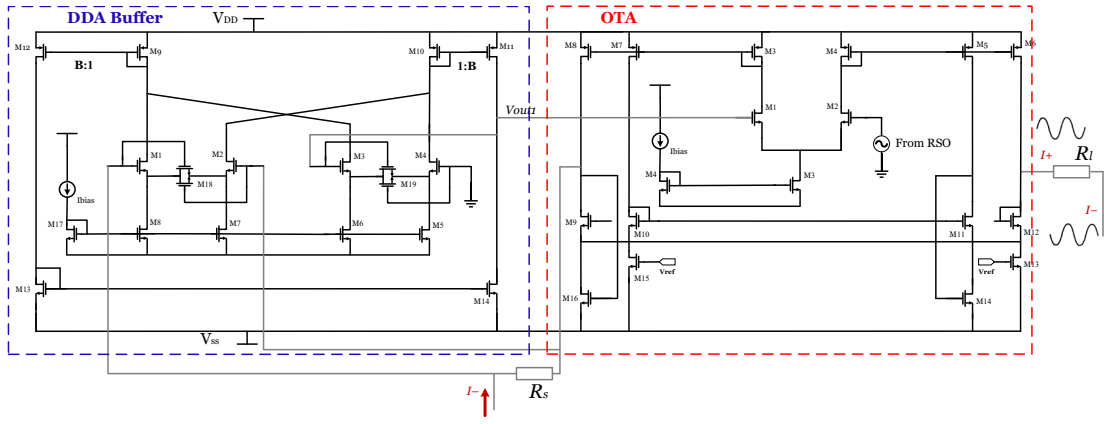 DDA Buffer
OTA
VDD
M12
M9
M10
M11
M8
M7
M3
M4
M5
M6
B:1
1:B
Vout1
M1
M2
From RSO
Ibias
M1
M2
M3
M4
M18
M19
Ibias
M4
M3
I+
Rl
I−
M17
M8
M7
M6
M5
M9
M10
M11
M12
M15
Vref
Vref
M13
M13
M14
M16
M14
Vss
I−
Rs